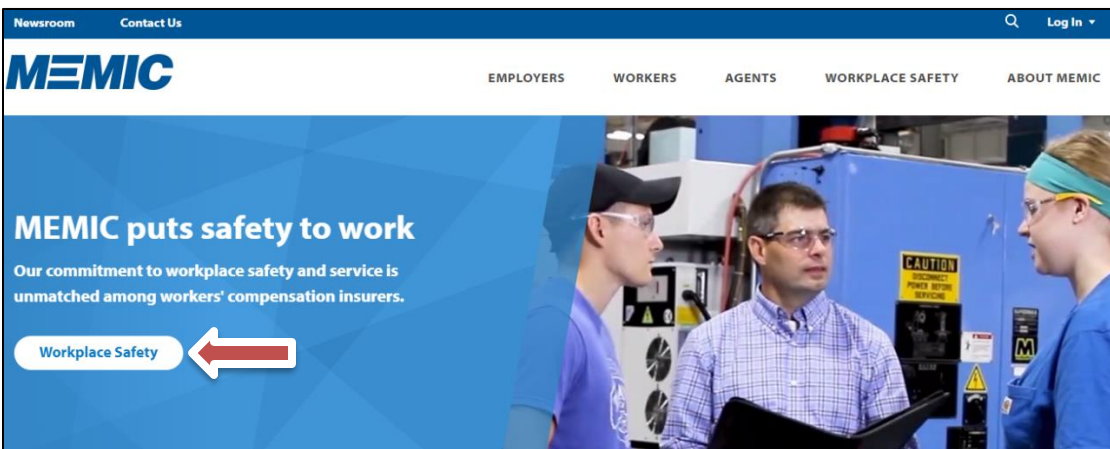 Newsroom Contact Us Log In
MEMIC
EMPLOYERS WORKERS AGENTS WORKPLACE SAFETY ABOUT MEMIC
MEMIC puts safety to work
Our commitment to workplace safety and service is
unmatched among workers' compensation insurers.
Workplace Safety
CAUTION
DISCONNECT
POWER BEFORE
SERVICING